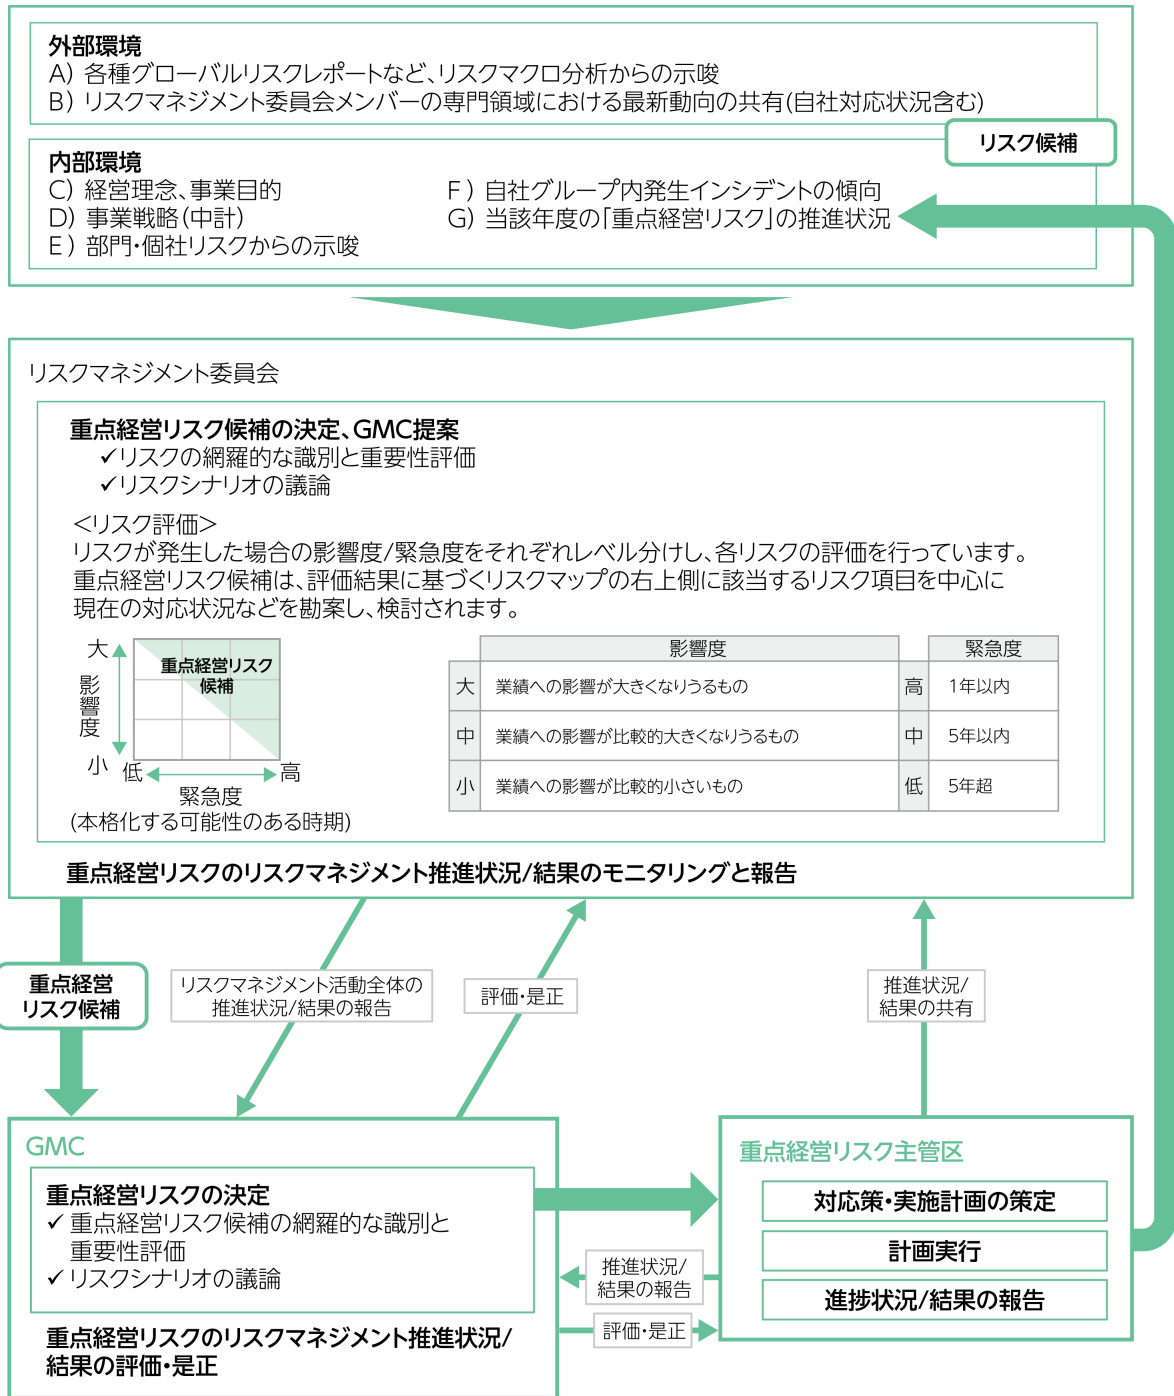 外部環境
A) 各種グローバルリスクレポートなど、リスクマクロ分析からの示唆
B) リスクマネジメント委員会メンバーの専門領域における最新動向の共有(自社対応状況含む)
リスク候補
内部環境
C) 経営理念、事業目的
D) 事業戦略(中計)
E) 部門・個社リスクからの示唆
F) 自社グループ内発生インシデントの傾向
G) 当該年度の「重点経営リスク」の推進状況
リスクマネジメント委員会
重点経営リスク候補の決定、GMC提案
✓リスクの網羅的な識別と重要性評価
✓リスクシナリオの議論
<リスク評価>
リスクが発生した場合の影響度/緊急度をそれぞれレベル分けし、各リスクの評価を行っています。
重点経営リスク候補は、評価結果に基づくリスクマップの右上側に該当するリスク項目を中心に
現在の対応状況などを勘案し、検討されます。
大
影響度
小
重点経営リスク
候補
低
高
緊急度
(本格化する可能性のある時期)
影響度 緊急度
大 業績への影響が大きくなりうるもの 高 1年以内
中 業績への影響が比較的大きくなりうるもの 中 5年以内
小 業績への影響が比較的小さいもの 低 5年超
重点経営リスクのリスクマネジメント推進状況/結果のモニタリングと報告
重点経営
リスク候補
リスクマネジメント活動全体の
推進状況/結果の報告
評価・是正
推進状況/
結果の共有
GMC
重点経営リスクの決定
✓ 重点経営リスク候補の網羅的な識別と
重要性評価
✓ リスクシナリオの議論
重点経営リスクのリスクマネジメント推進状況/
結果の評価・是正
推進状況/
結果の報告
評価・是正
重点経営リスク主管区
対応策・実施計画の策定
計画実行
進捗状況/結果の報告